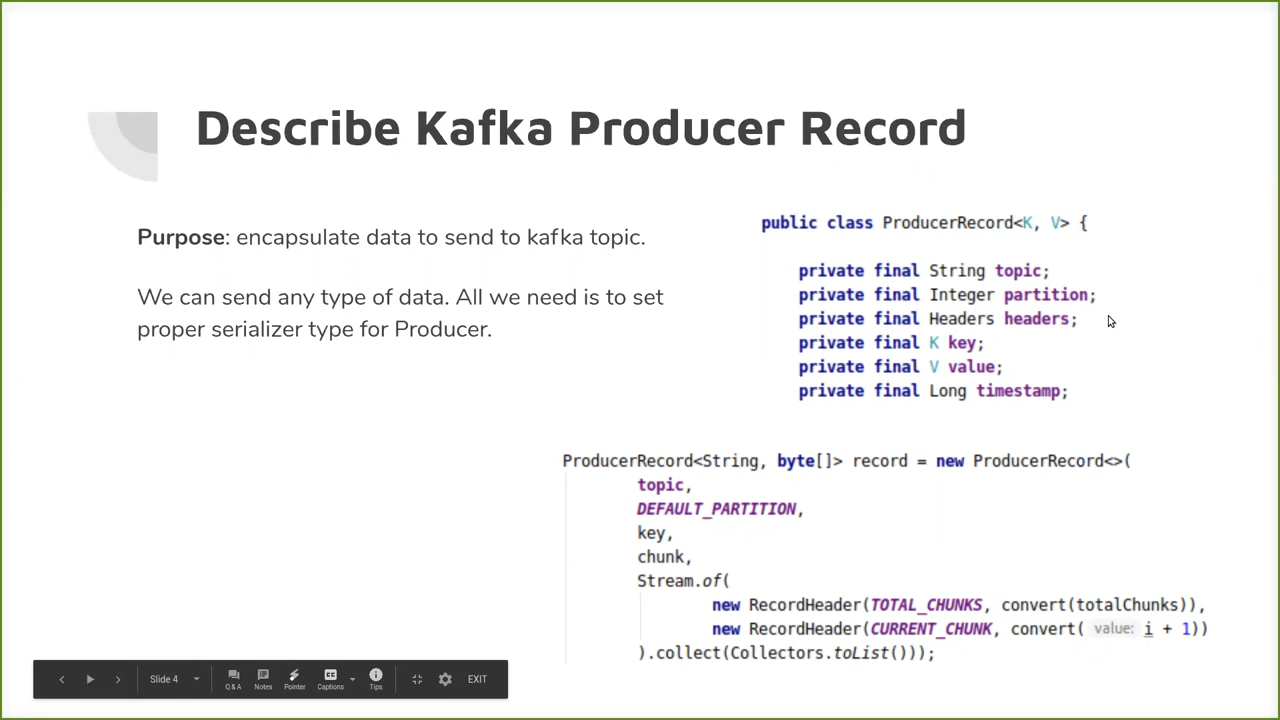 Describe Kafka Producer Record
Purpose: encapsulate data to send to kafka topic.
We can send any type of data. All we need is to set
proper serializer type for Producer.
public class ProducerRecord<K, V> {
private final String topic;
private final Integer partition;
private final Headers headers;
private final K key;
private final V value;
private final Long timestamp;
ProducerRecord<String, byte[]> record = new ProducerRecord<>(
topic,
DEFAULT_PARTITION,
key,
chunk,
Stream.of(
new RecordHeader(TOTAL_CHUNKS, convert(totalChunks)),
new RecordHeader(CURRENT_CHUNK, convert( value: i + 1))
).collect(Collectors.toList()));
Slide 4
Q & A
Notes
Pointer
Captions
Tips
EXIT